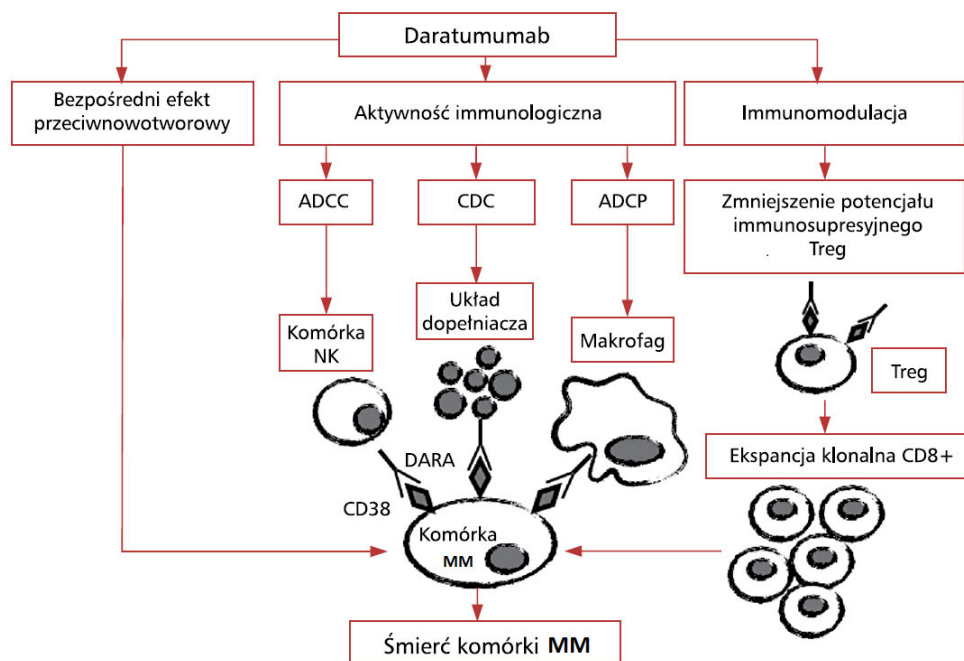 Daratumumab
Bezpośredni efekt
przeciwnowotworowy
Aktywność immunologiczna
Immunomodulacja
ADCC
CDC
ADCP
Zmniejszenie potencjału
immunosupresyjnego
Treg
Komórka
NK
Układ
dopełniacza
Makrofag
Treg
DARA
CD38
Ekspancja klonalna CD8+
Komórka
MM
Śmierć komórki MM